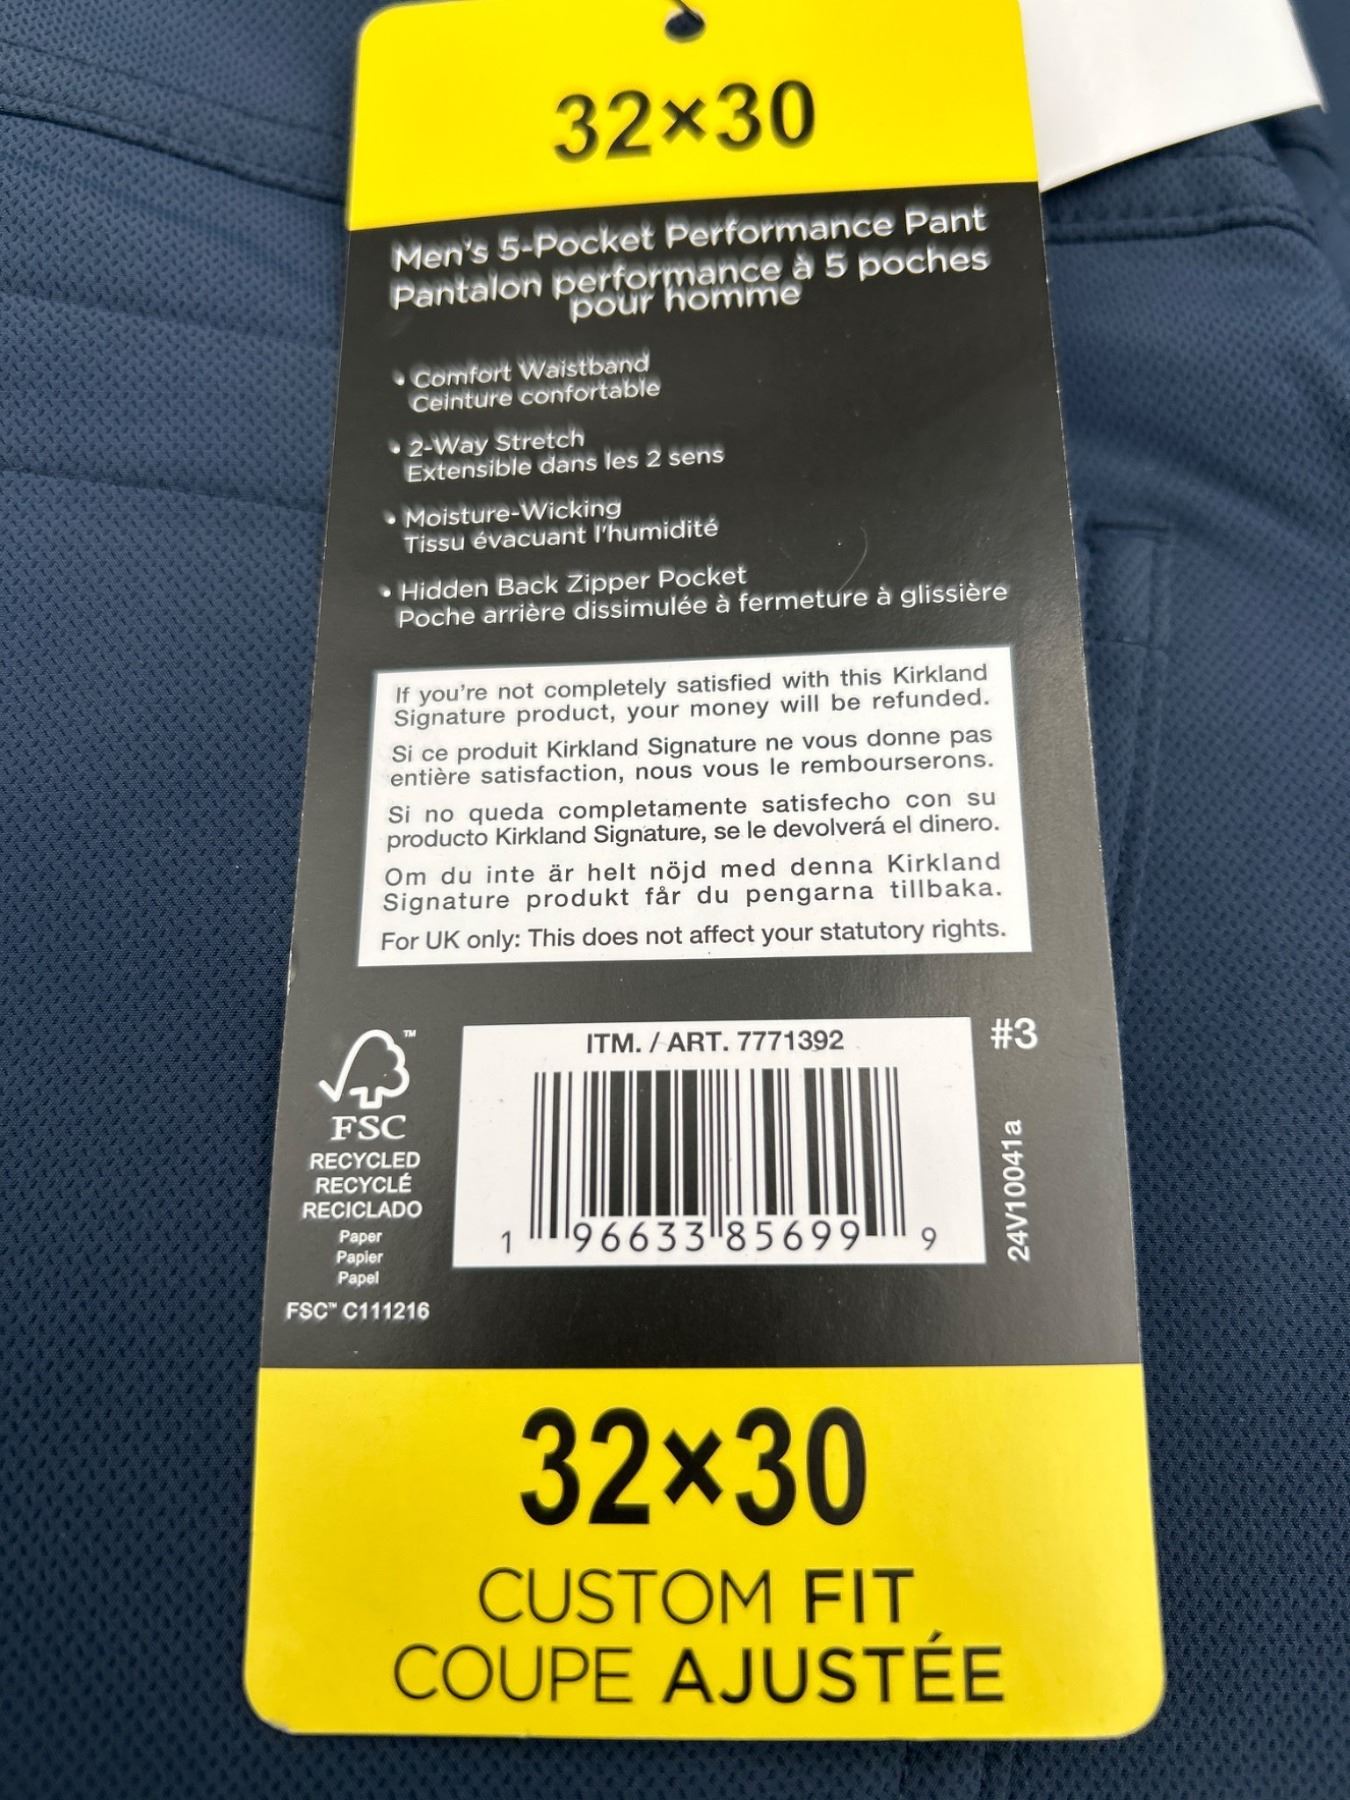 32×30
Men's 5-Pocket Performance Pant
Pantalon performance à 5 poches
pour homme
• Comfort Waistband
Ceinture confortable
• 2-Way Stretch
Extensible dans les 2 sens
• Moisture-Wicking
Tissu évacuant l'humidité
• Hidden Back Zipper Pocket
Poche arrière dissimulée à fermeture à glissière
If you're not completely satisfied with this Kirkland
Signature product, your money will be refunded.
Si ce produit Kirkland Signature ne vous donne pas
entière satisfaction, nous vous le rembourserons.
Si no queda completamente satisfecho con su
producto Kirkland Signature, se le devolverá el dinero.
Om du inte är helt nöjd med denna Kirkland
Signature produkt får du pengarna tillbaka.
For UK only: This does not affect your statutory rights.
™
FSC
RECYCLED
RECYCLÉ
RECICLADO
Paper
Papier
Papel
FSC™ C111216
ITM. / ART. 7771392
1 96633 85699 9
#3
24V10041a
32×30
CUSTOM FIT
COUPE AJUSTÉE